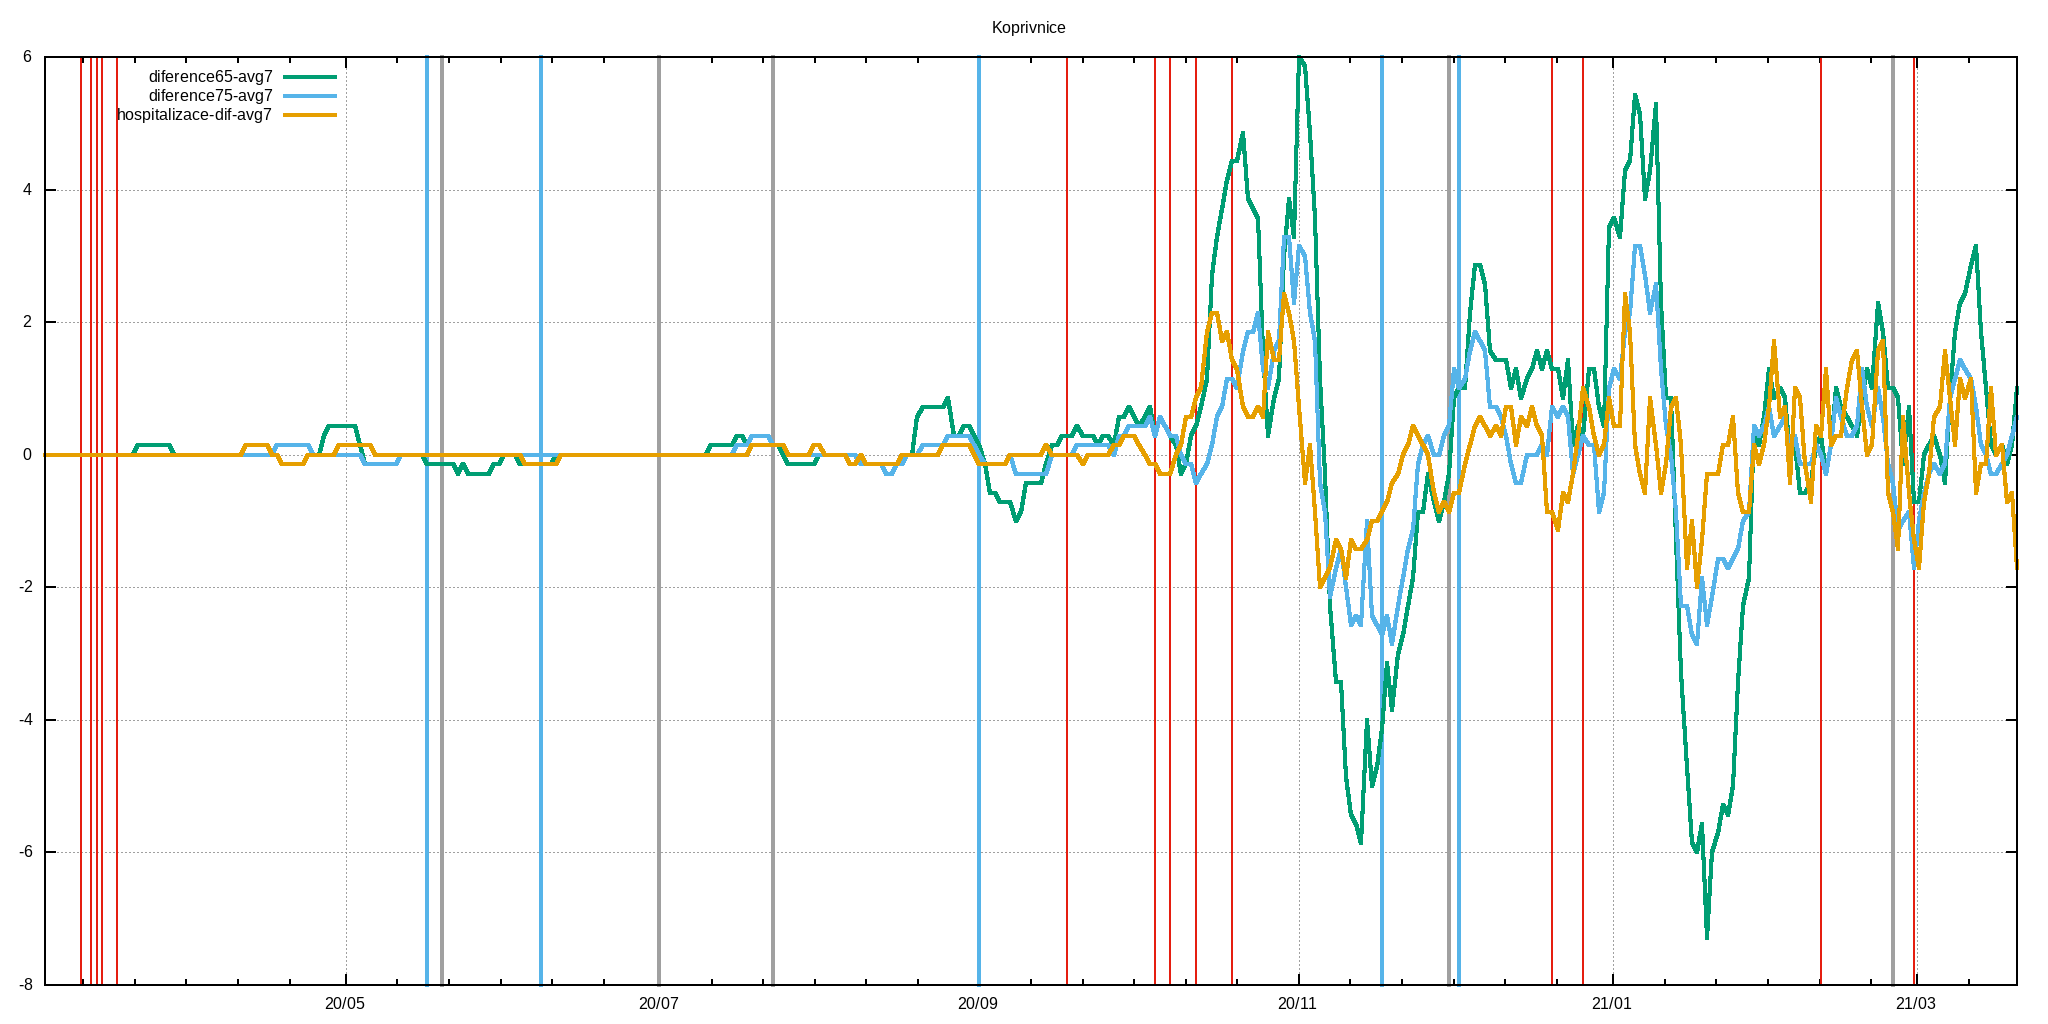 Koprivnice
diference65-avg7
diference75-avg7
hospitalizace-dif-avg7
6
4
2
0
-2
-4
-6
-8
20/05 20/07 20/09 20/11 21/01 21/03